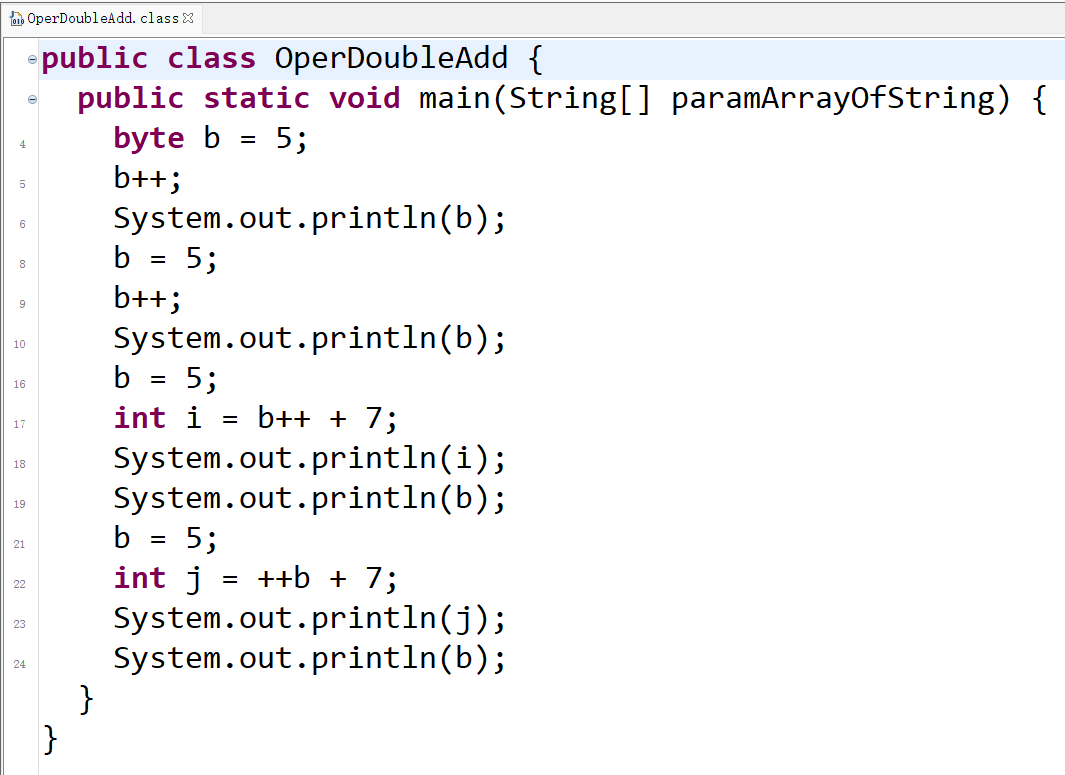 OperDoubleAdd.class
public class OperDoubleAdd {
public static void main(String[] paramArrayOfString) {
4 byte b = 5;
5 b++;
6 System.out.println(b);
8 b = 5;
9 b++;
10 System.out.println(b);
16 b = 5;
17 int i = b++ + 7;
18 System.out.println(i);
19 System.out.println(b);
21 b = 5;
22 int j = ++b + 7;
23 System.out.println(j);
24 System.out.println(b);
}
}